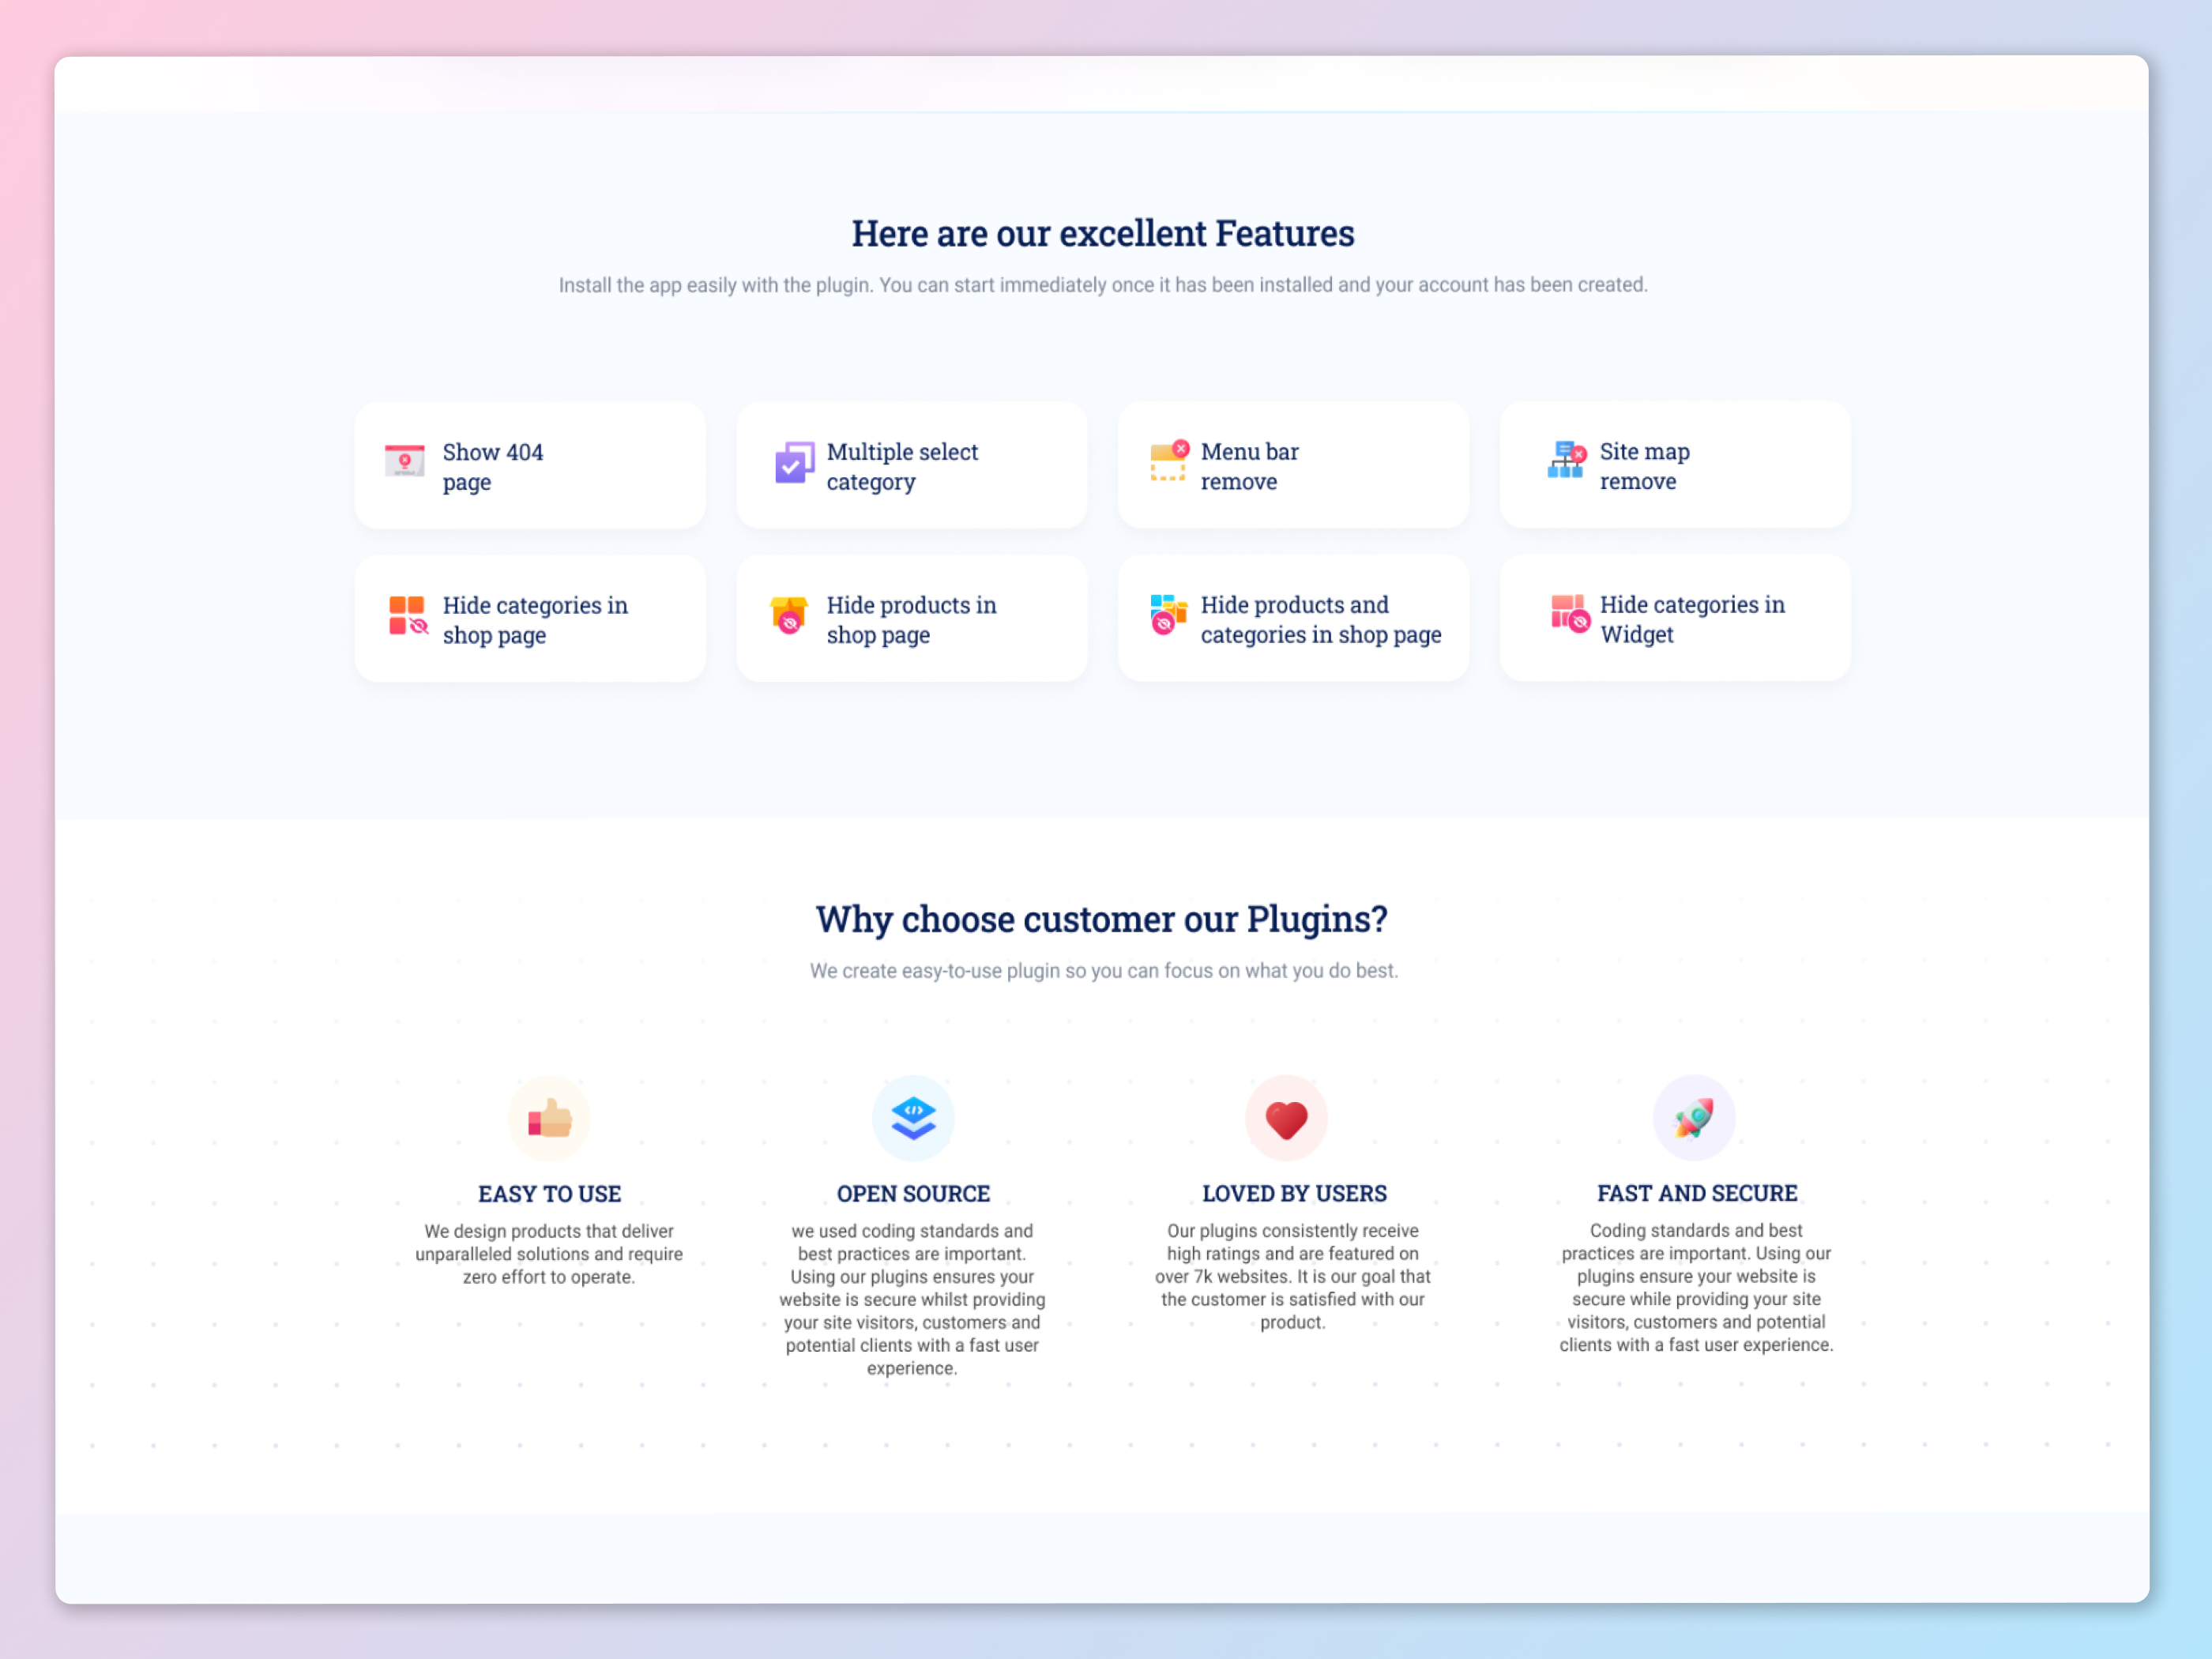 Here are our excellent Features
Install the app easily with the plugin. You can start immediately once it has been installed and your account has been created.
Show 404
page
Multiple select
category
Menu bar
remove
Site map
remove
Hide categories in
shop page
Hide products in
shop page
Hide products and
categories in shop page
Hide categories in
Widget
Why choose customer our Plugins?
We create easy-to-use plugin so you can focus on what you do best.
EASY TO USE
We design products that deliver
unparalleled solutions and require
zero effort to operate.
OPEN SOURCE
we used coding standards and
best practices are important.
Using our plugins ensures your
website is secure whilst providing
your site visitors, customers and
potential clients with a fast user
experience.
LOVED BY USERS
Our plugins consistently receive
high ratings and are featured on
over 7k websites. It is our goal that
the customer is satisfied with our
product.
FAST AND SECURE
Coding standards and best
practices are important. Using our
plugins ensure your website is
secure while providing your site
visitors, customers and potential
clients with a fast user experience.